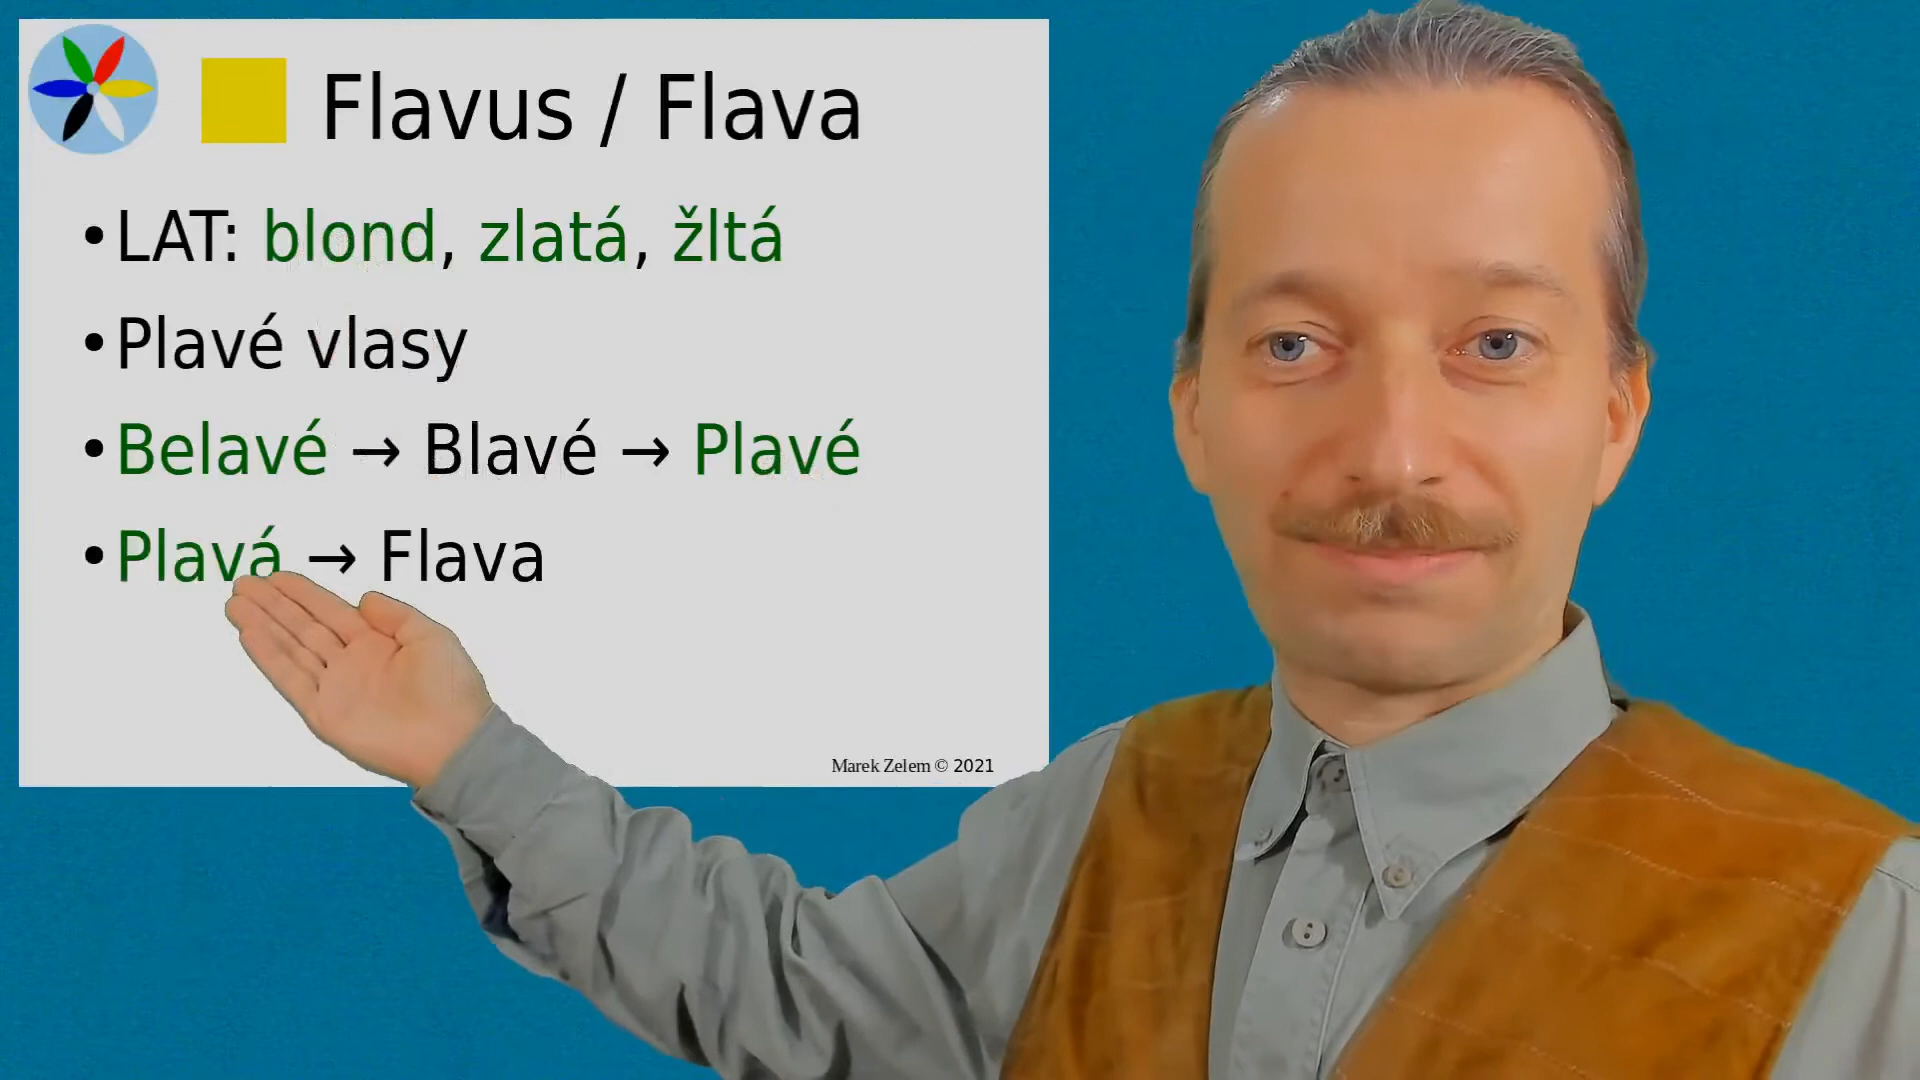 Flavus / Flava
•LAT: blond, zlatá, žltá
•Plavé vlasy
•Belavé → Blavé → Plavé
•Plavá → Flava
Marek Zelem © 2021